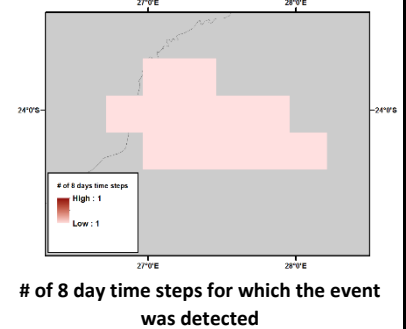 27°0'E 28°0'E
24°0'S 24°0'S
# of 8 days time steps
High : 1
Low : 1
27°0'E 28°0'E
# of 8 day time steps for which the event
was detected